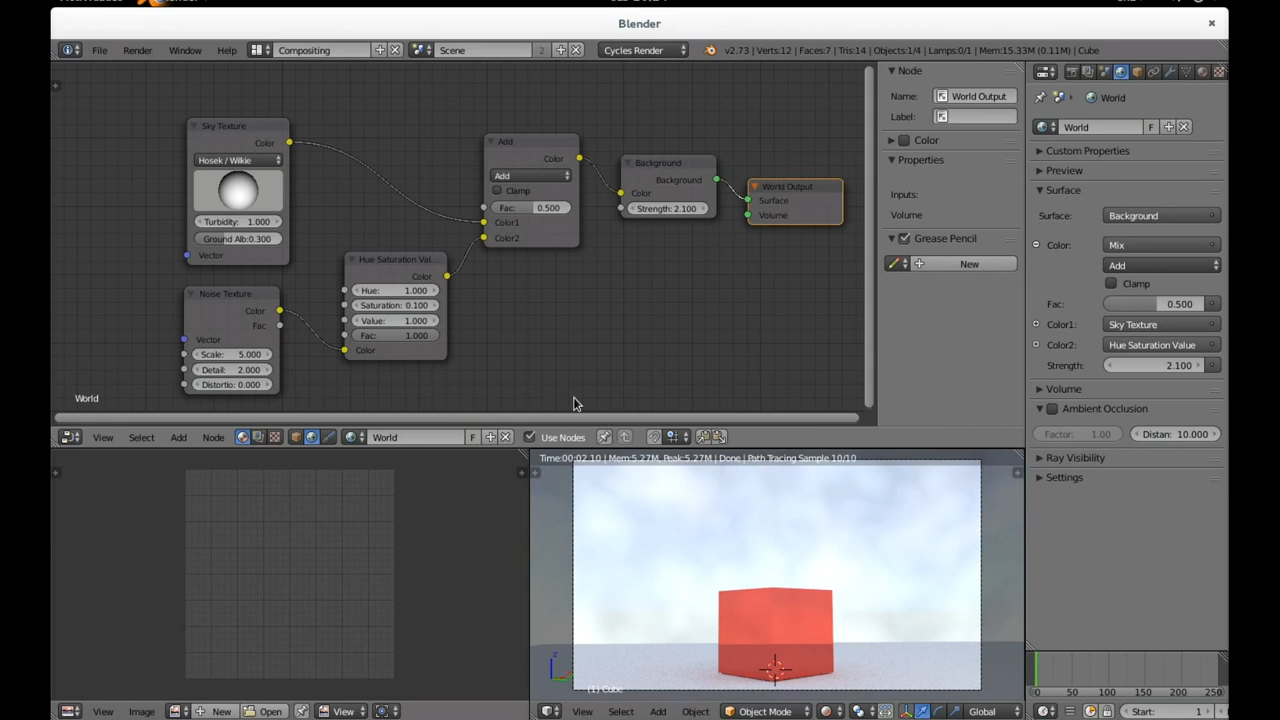 Blender
File Render Window Help Compositing Scene 2 Cycles Render v2.73 | Verts:12 | Faces:7 | Tris:14 | Objects:1/4 | Lamps:0/1 | Mem:15.33M (0.11M) | Cube
Sky Texture
Color
Hosek / Wilkie
Turbidity: 1.000
Ground Alb:0.300
Vector
Noise Texture
Color
Fac
Vector
Scale: 5.000
Detail: 2.000
Distortio: 0.000
Hue Saturation Val...
Color
Hue: 1.000
Saturation: 0.100
Value: 1.000
Fac: 1.000
Color
Add
Color
Add
Clamp
Fac: 0.500
Color1
Color2
Background
Background
Color
Strength: 2.100
World Output
Surface
Volume
World
Node
Name: World Output
Label:
Color
Properties
Inputs:
Volume
Grease Pencil
New
World
World F
Custom Properties
Preview
Surface
Surface: Background
Color: Mix
Add
Clamp
Fac: 0.500
Color1: Sky Texture
Color2: Hue Saturation Value
Strength: 2.100
Volume
Ambient Occlusion
Factor: 1.00 Distan: 10.000
Ray Visibility
Settings
View Select Add Node World F Use Nodes
Time:00:02.10 | Mem:5.27M, Peak:5.27M | Done | Path Tracing Sample 10/10
z
(1) Cube
0 50 100 150 200 250
View Image New Open View
View Select Add Object Object Mode Global
Start: 1